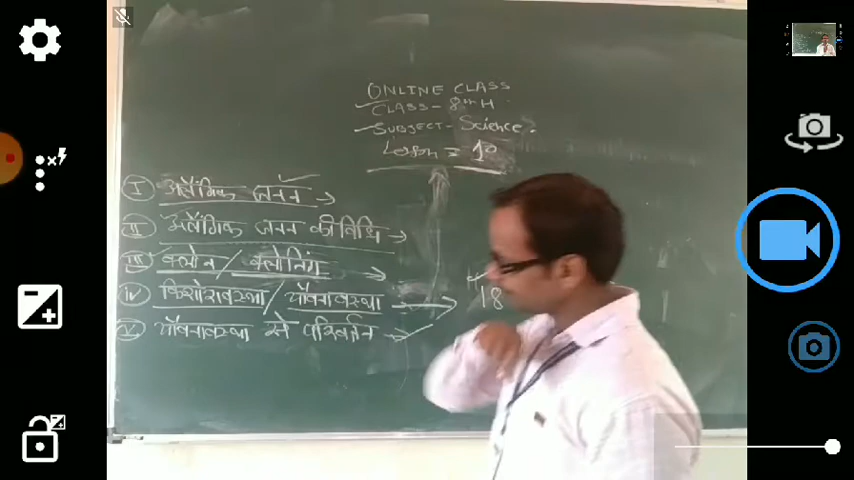 ONLINE CLASS
CLASS- 8TH
SUBJECT- Science.
Lesson = 10
I अलैंगिक जनन
II अलैंगिक जनन की विधि
III क्लोन / क्लोनिंग
IV किशोरावस्था / यौवनावस्था
18
V यौवनावस्था में परिवर्तन